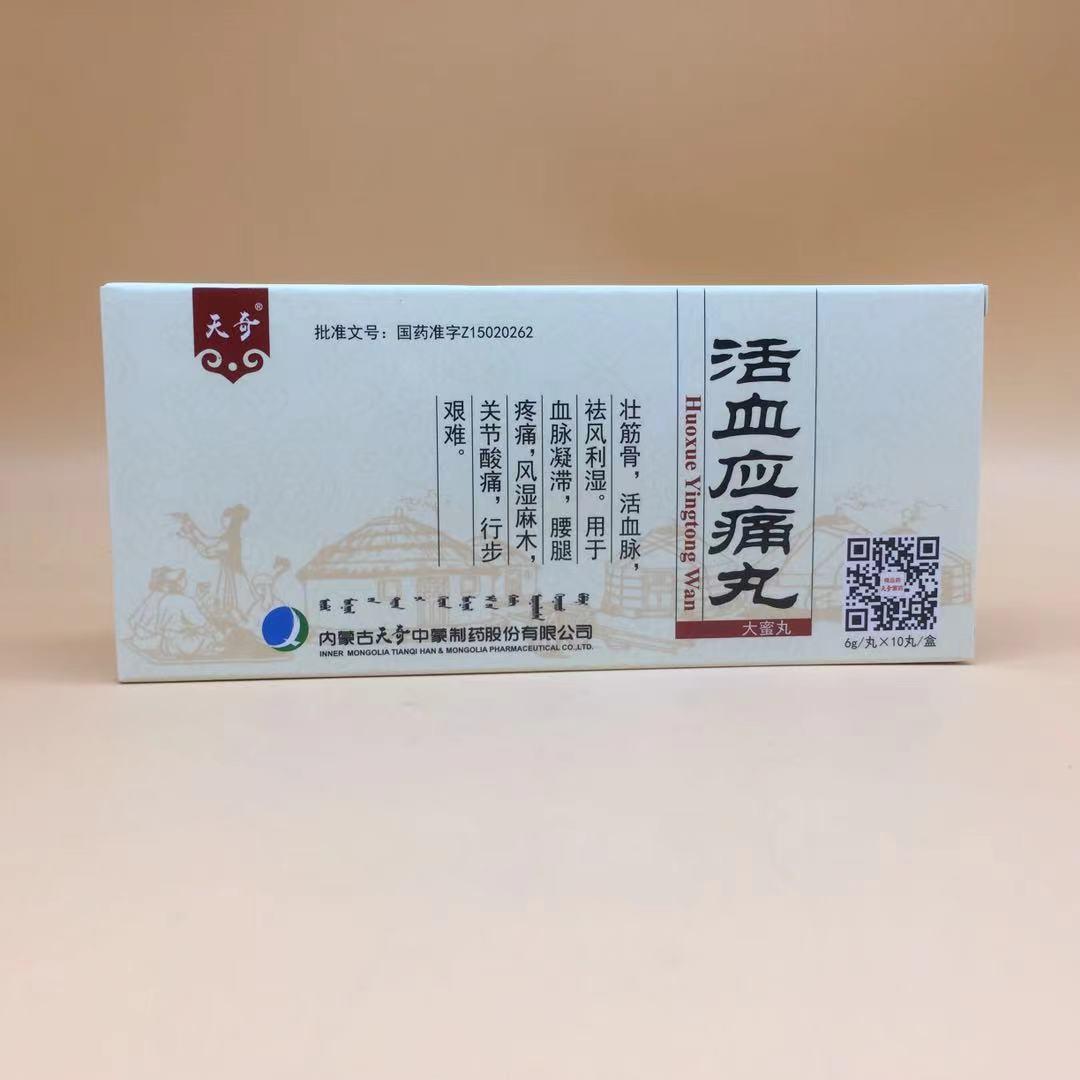 天奇®
批准文号：国药准字Z15020262
活血应痛丸
Huoxue Yingtong Wan
大蜜丸
壮筋骨，活血脉，
祛风利湿。用于
血脉凝滞，腰腿
疼痛，风湿麻木，
关节酸痛，行步
艰难。
内蒙古天奇中蒙制药股份有限公司
INNER MONGOLIA TIANQI HAN & MONGOLIA PHARMACEUTICAL CO.,LTD.
6g/丸×10丸/盒